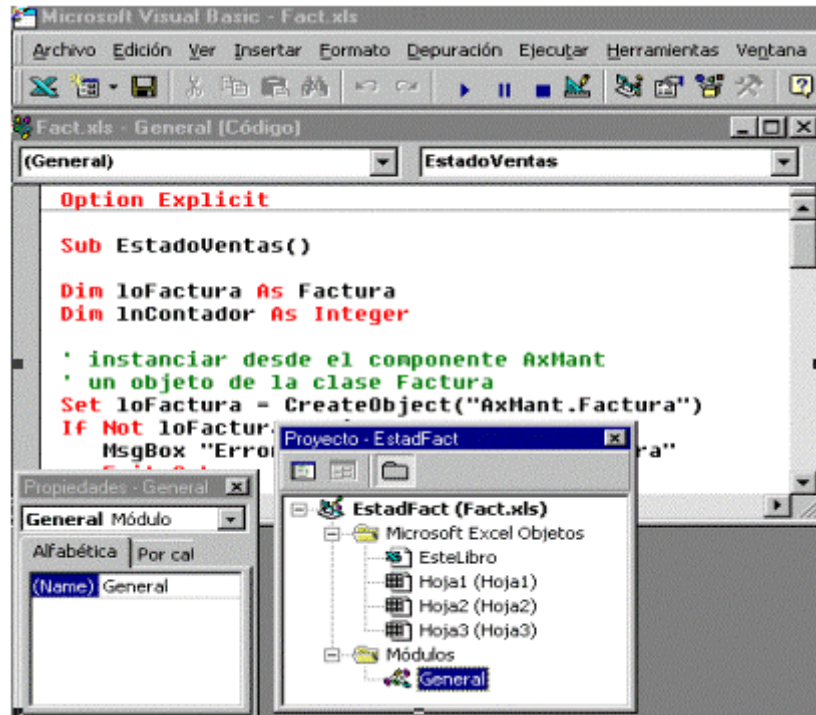 Microsoft Visual Basic - Fact.xls
Archivo Edición Ver Insertar Formato Depuración Ejecutar Herramientas Ventana
Fact.xls - General (Código)
(General) EstadoVentas
Option Explicit
Sub EstadoVentas()
Dim loFactura As Factura
Dim lnContador As Integer
' instanciar desde el componente AxMant
' un objeto de la clase Factura
Set loFactura = CreateObject("AxMant.Factura")
If Not loFactura
MsgBox "Error ra"
Proyecto - EstadFact
EstadFact (Fact.xls)
Microsoft Excel Objetos
EsteLibro
Hoja1 (Hoja1)
Hoja2 (Hoja2)
Hoja3 (Hoja3)
Módulos
General
Propiedades - General
General Módulo
Alfabética Por cal
(Name) General